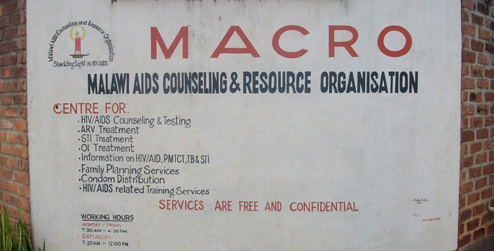 Malawi AIDS Counseling and Resource Organisation
Shedding Light on HIV/AIDS
MACRO
MALAWI AIDS COUNSELING & RESOURCE ORGANISATION
CENTRE FOR:
• HIV/AIDS Counseling & Testing
• ARV Treatment
• STI Treatment
• OI Treatment
• Information on HIV/AID, PMTCT, TB & STI
• Family Planning Services
• Condom Distribution
• HIV/AIDS related Training Services
SERVICES ARE FREE AND CONFIDENTIAL
WORKING HOURS
MONDAY - FRIDAY
7:30 AM - 4:30 PM
SATURDAY
7:30AM - 12:00 PM